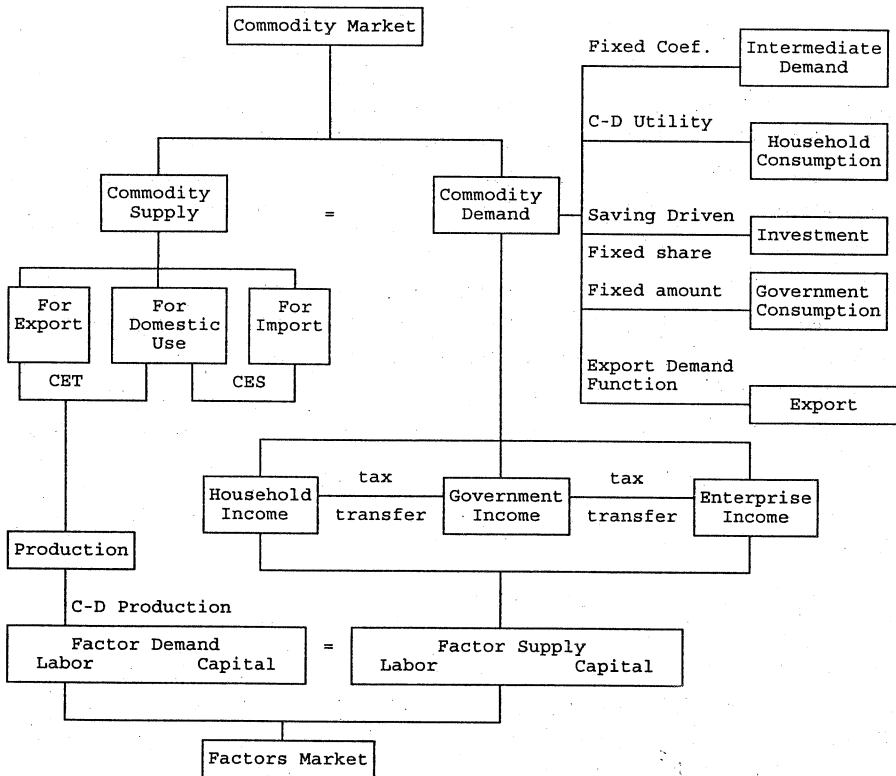 Commodity Market
Fixed Coef.
Intermediate
Demand
C-D Utility
Household
Consumption
Commodity
Supply
=
Commodity
Demand
Saving Driven
Investment
Fixed share
Fixed amount
Government
Consumption
For
Export
For
Domestic
Use
For
Import
CET
CES
Export Demand
Function
Export
Household
Income
tax
transfer
Government
Income
tax
transfer
Enterprise
Income
Production
C-D Production
Factor Demand
Labor Capital
=
Factor Supply
Labor Capital
Factors Market